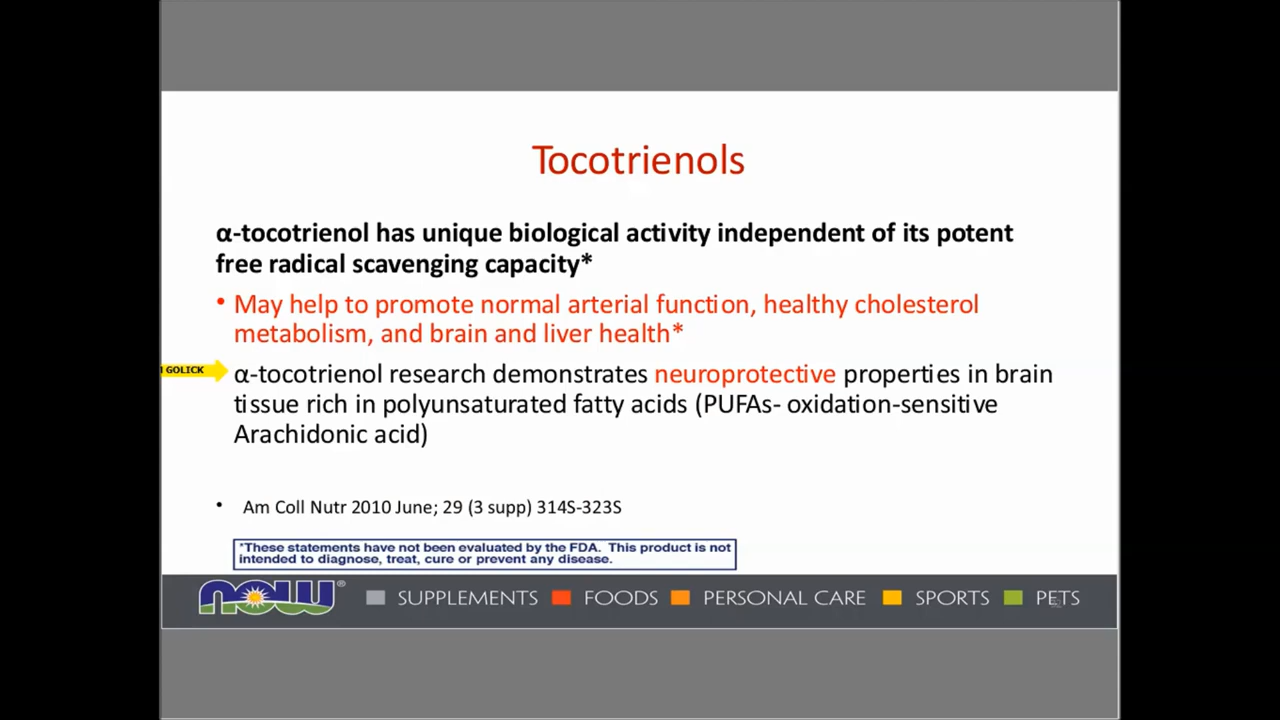 Tocotrienols
α-tocotrienol has unique biological activity independent of its potent
free radical scavenging capacity*
• May help to promote normal arterial function, healthy cholesterol
metabolism, and brain and liver health*
GOLICK
α-tocotrienol research demonstrates neuroprotective properties in brain
tissue rich in polyunsaturated fatty acids (PUFAs- oxidation-sensitive
Arachidonic acid)
• Am Coll Nutr 2010 June; 29 (3 supp) 314S-323S
*These statements have not been evaluated by the FDA. This product is not
intended to diagnose, treat, cure or prevent any disease.
now® SUPPLEMENTS FOODS PERSONAL CARE SPORTS PETS